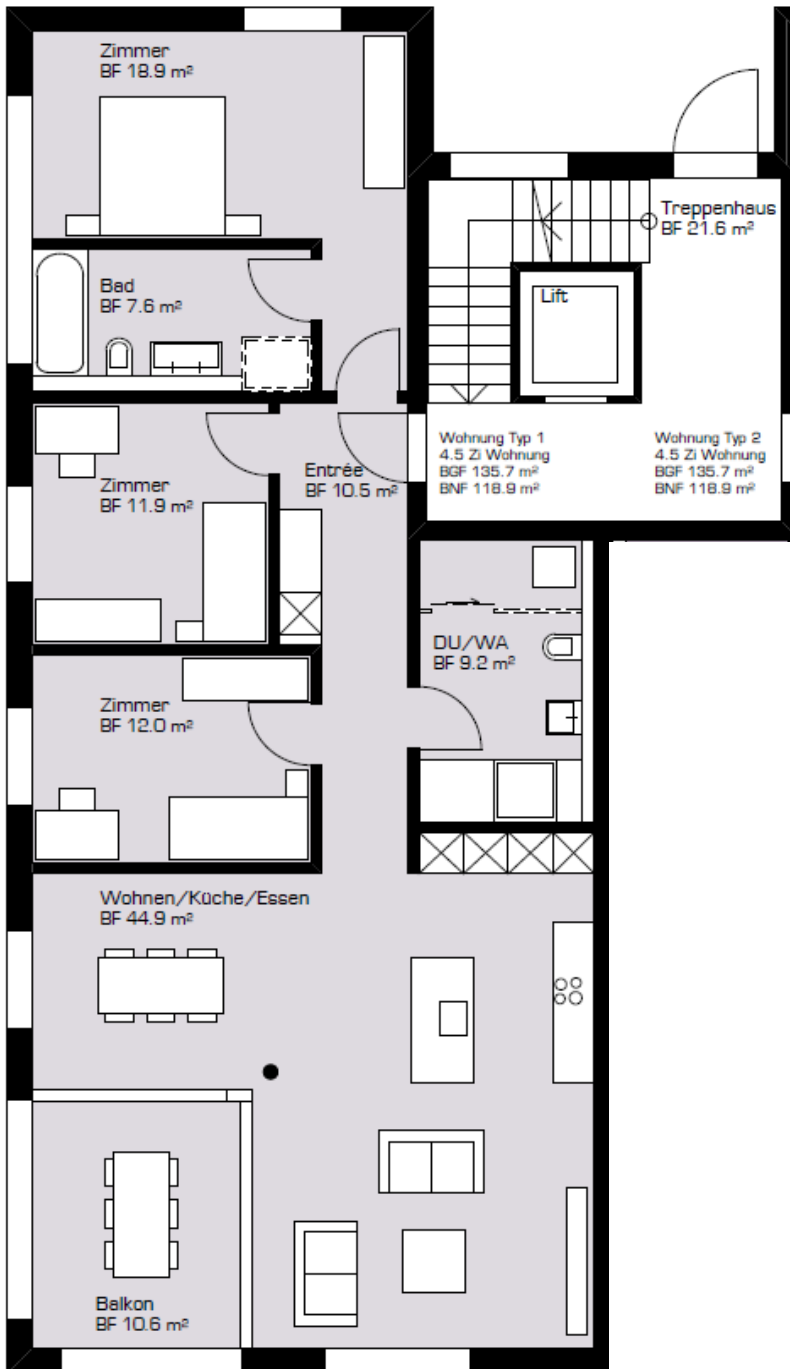 Zimmer
BF 18.9 m²
Treppenhaus
BF 21.6 m²
Bad
BF 7.6 m²
Lift
Wohnung Typ 1
4.5 Zi Wohnung
BGF 135.7 m²
BNF 118.9 m²
Wohnung Typ 2
4.5 Zi Wohnung
BGF 135.7 m²
BNF 118.9 m²
Entrée
BF 10.5 m²
Zimmer
BF 11.9 m²
DU/WA
BF 9.2 m²
Zimmer
BF 12.0 m²
Wohnen/Küche/Essen
BF 44.9 m²
Balkon
BF 10.6 m²